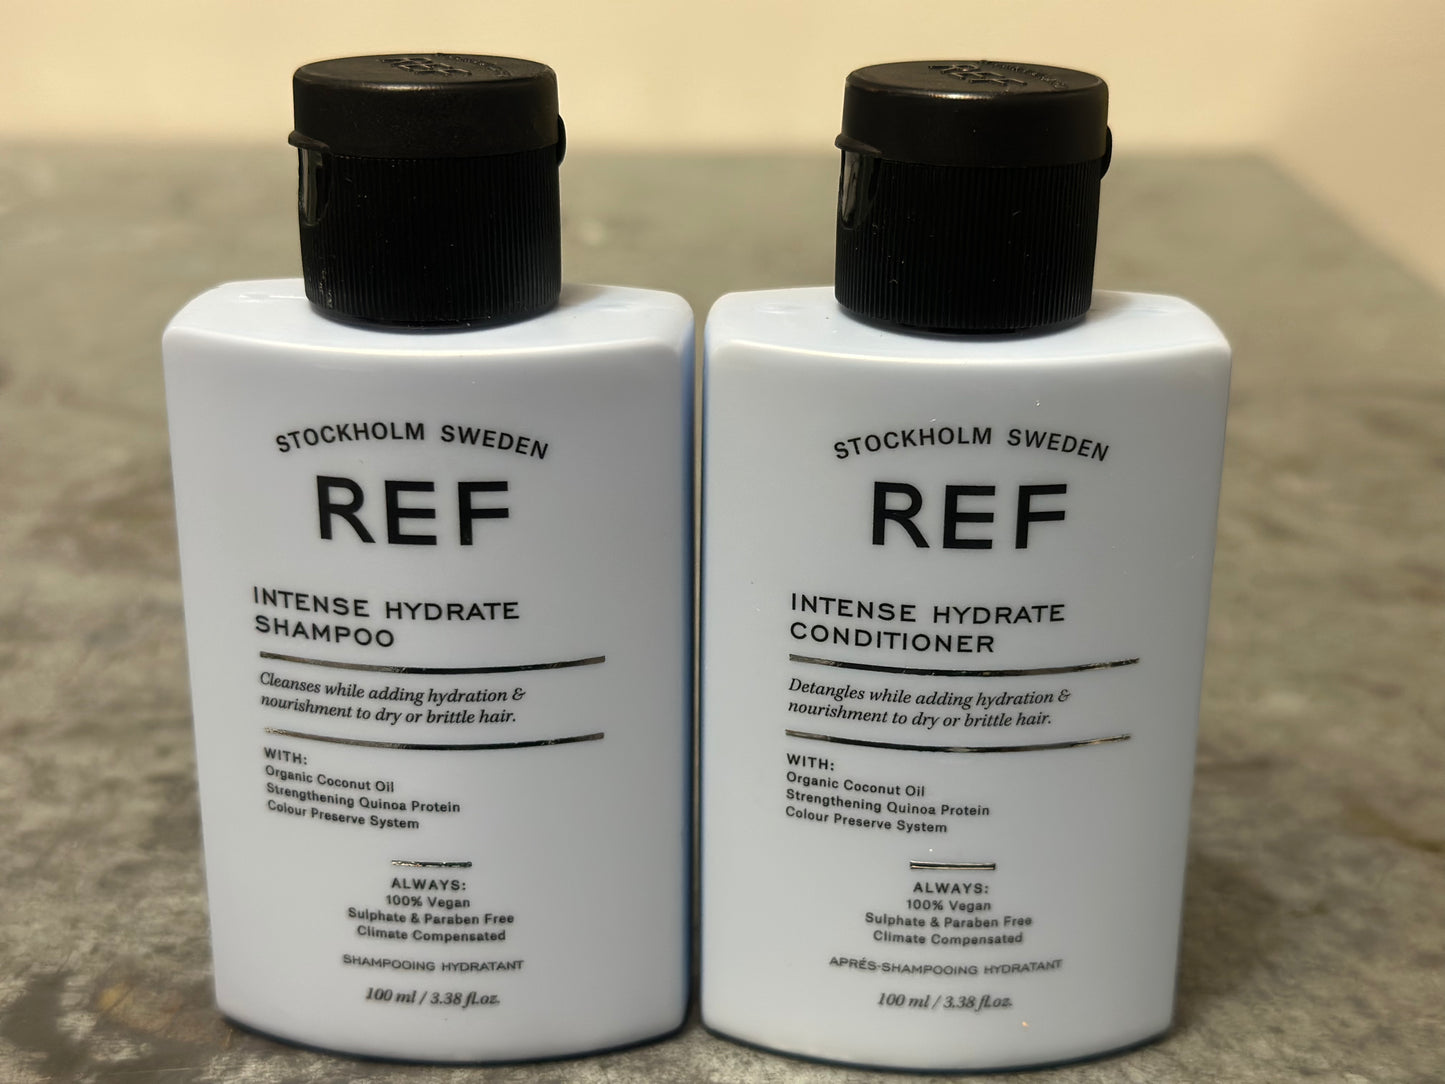 REF
STOCKHOLM SWEDEN
REF
INTENSE HYDRATE
SHAMPOO
Cleanses while adding hydration &
nourishment to dry or brittle hair.
WITH:
Organic Coconut Oil
Strengthening Quinoa Protein
Colour Preserve System
ALWAYS:
100% Vegan
Sulphate & Paraben Free
Climate Compensated
SHAMPOOING HYDRATANT
100 ml / 3.38 fl.oz.
REF
STOCKHOLM SWEDEN
REF
INTENSE HYDRATE
CONDITIONER
Detangles while adding hydration &
nourishment to dry or brittle hair.
WITH:
Organic Coconut Oil
Strengthening Quinoa Protein
Colour Preserve System
ALWAYS:
100% Vegan
Sulphate & Paraben Free
Climate Compensated
APRÉS-SHAMPOOING HYDRATANT
100 ml / 3.38 fl.oz.